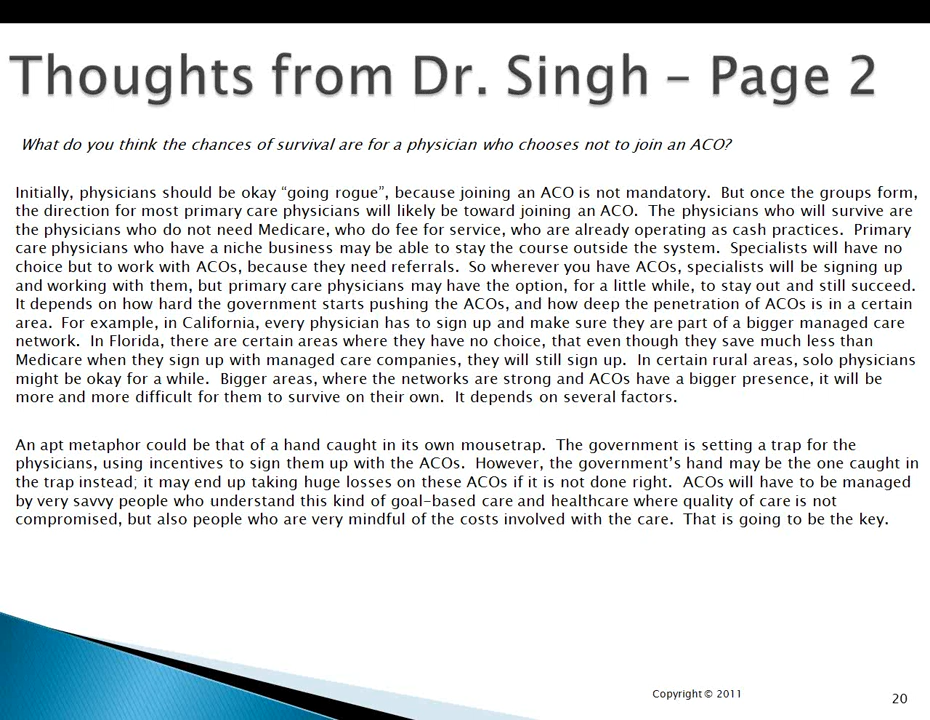 Thoughts from Dr. Singh – Page 2
What do you think the chances of survival are for a physician who chooses not to join an ACO?
Initially, physicians should be okay “going rogue”, because joining an ACO is not mandatory.  But once the groups form,
the direction for most primary care physicians will likely be toward joining an ACO.  The physicians who will survive are
the physicians who do not need Medicare, who do fee for service, who are already operating as cash practices.  Primary
care physicians who have a niche business may be able to stay the course outside the system.  Specialists will have no
choice but to work with ACOs, because they need referrals.  So wherever you have ACOs, specialists will be signing up
and working with them, but primary care physicians may have the option, for a little while, to stay out and still succeed.
It depends on how hard the government starts pushing the ACOs, and how deep the penetration of ACOs is in a certain
area.  For example, in California, every physician has to sign up and make sure they are part of a bigger managed care
network.  In Florida, there are certain areas where they have no choice, that even though they save much less than
Medicare when they sign up with managed care companies, they will still sign up.  In certain rural areas, solo physicians
might be okay for a while.  Bigger areas, where the networks are strong and ACOs have a bigger presence, it will be
more and more difficult for them to survive on their own.  It depends on several factors.
An apt metaphor could be that of a hand caught in its own mousetrap.  The government is setting a trap for the
physicians, using incentives to sign them up with the ACOs.  However, the government’s hand may be the one caught in
the trap instead; it may end up taking huge losses on these ACOs if it is not done right.  ACOs will have to be managed
by very savvy people who understand this kind of goal-based care and healthcare where quality of care is not
compromised, but also people who are very mindful of the costs involved with the care.  That is going to be the key.
Copyright © 2011
20